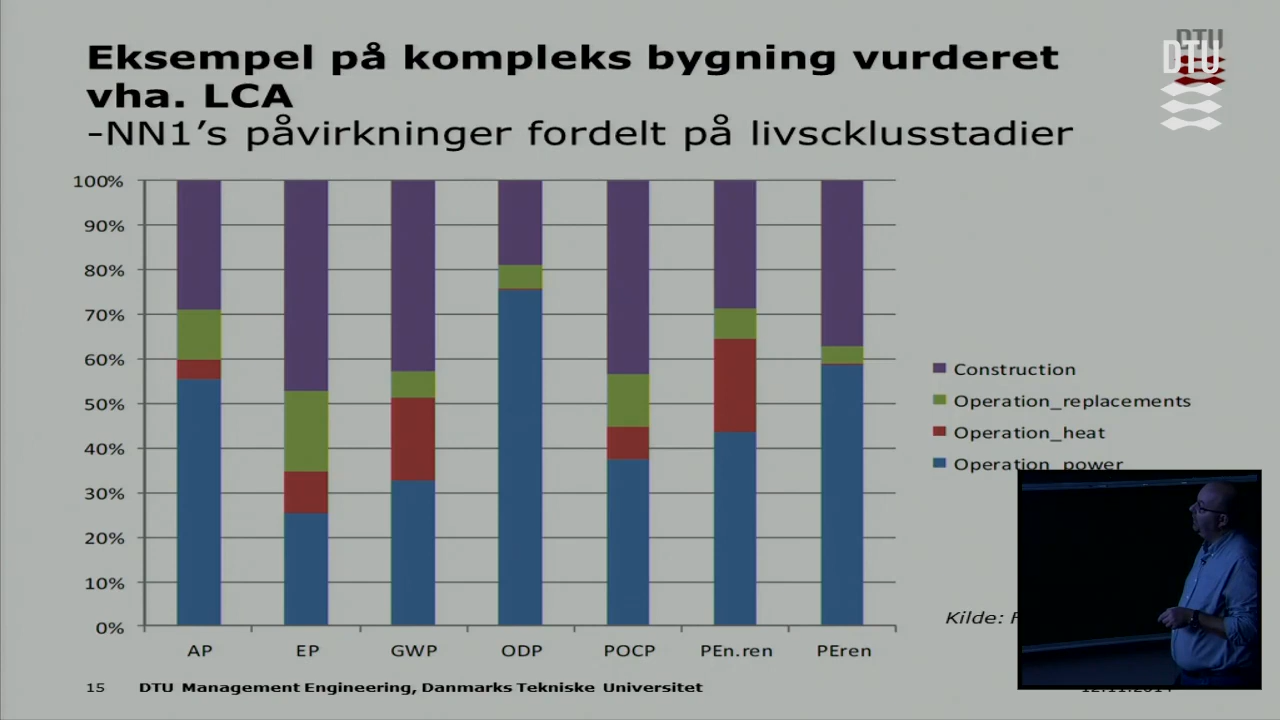 Eksempel på kompleks bygning vurderet
vha. LCA
-NN1’s påvirkninger fordelt på livscklusstadier
DTU
DTU
100%
90%
80%
70%
60%
50%
40%
30%
20%
10%
0%
AP EP GWP ODP POCP PEn.ren PEren
Construction
Operation_replacements
Operation_heat
Operation_power
Kilde:
15 DTU Management Engineering, Danmarks Tekniske Universitet